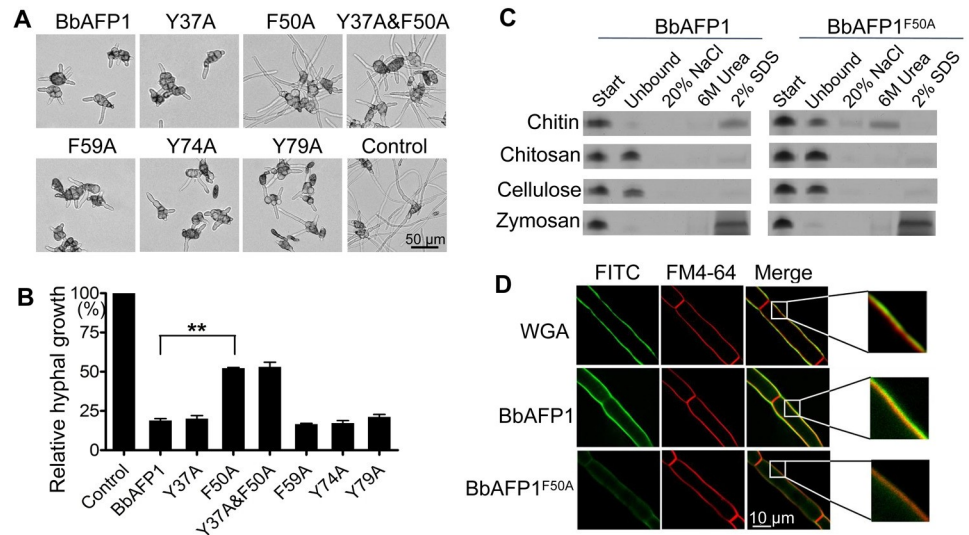 A
BbAFP1 Y37A F50A Y37A&F50A
F59A Y74A Y79A Control
50 µm
B
Relative hyphal growth
(%)
100
75
50
25
0
**
Control BbAFP1 Y37A F50A Y37A&F50A F59A Y74A Y79A
C
BbAFP1 BbAFP1F50A
Start Unbound 20% NaCl 6M Urea 2% SDS Start Unbound 20% NaCl 6M Urea 2% SDS
Chitin
Chitosan
Cellulose
Zymosan
D
FITC FM4-64 Merge
WGA
BbAFP1
BbAFP1F50A
10 µm